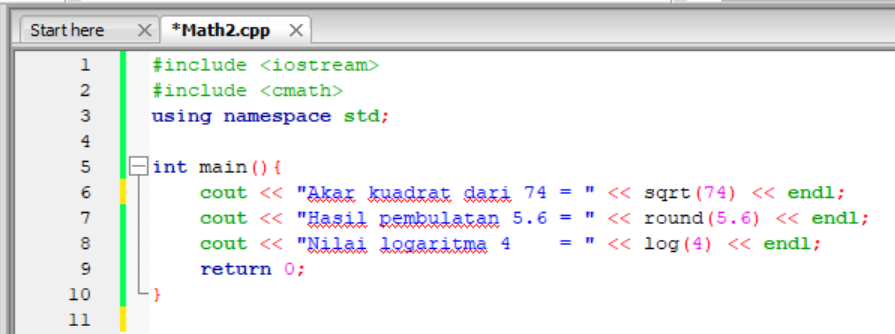 Start here × *Math2.cpp ×
1 #include <iostream>
2 #include <cmath>
3 using namespace std;
4
5 int main(){
6 cout << "Akar kuadrat dari 74 = " << sqrt(74) << endl;
7 cout << "Hasil pembulatan 5.6 = " << round(5.6) << endl;
8 cout << "Nilai logaritma 4    = " << log(4) << endl;
9 return 0;
10 }
11